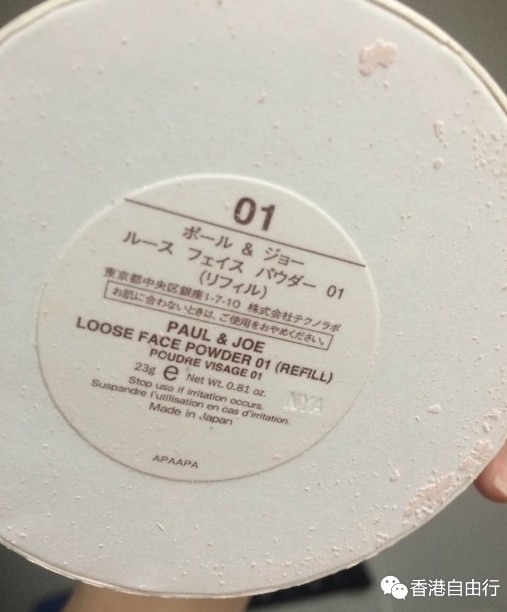 01
ポール & ジョー
ルース フェイス パウダー 01
(リフィル)
東京都中央区銀座1-7-10 株式会社テクノラボ
お肌に合わないときは、ご使用をおやめください。
PAUL & JOE
LOOSE FACE POWDER 01 (REFILL)
POUDRE VISAGE 01
23g e Net Wt. 0.81 oz.
Stop use if irritation occurs.
Suspandre l'utilisation en cas d'irritation.
Made in Japan
NYA
APAAPA
香港自由行